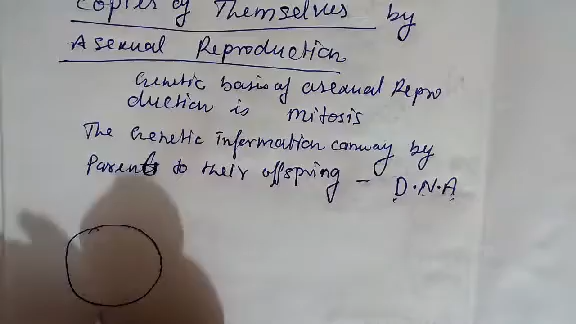 Copies of Themselves by
Asexual Reproduction
Genetic basis of asexual Repro
duction is mitosis
The Genetic information convay by
Parents to their offspring - D.N.A